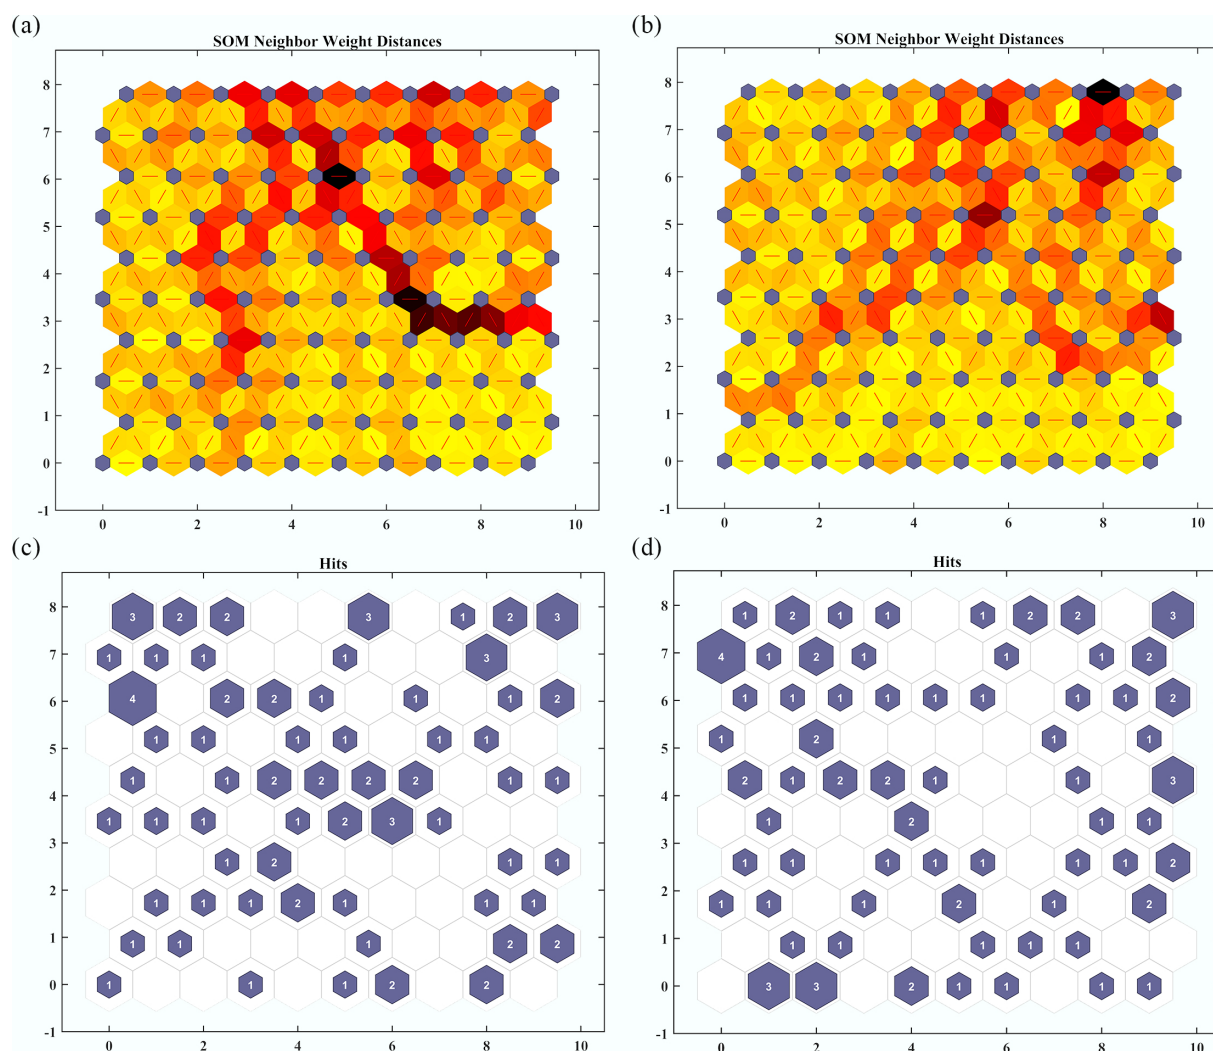 (a)
(b)
SOM Neighbor Weight Distances
SOM Neighbor Weight Distances
8
7
6
5
4
3
2
1
0
-1
0 2 4 6 8 10
8
7
6
5
4
3
2
1
0
-1
0 2 4 6 8 10
(c)
(d)
Hits
Hits
8 3 2 2 3 1 2 3
7 1 1 1 1 3
6 4 2 2 1 1 1 2
5 1 1 1 1 1 1
4 1 1 2 2 2 2 1 1
3 1 1 1 1 2 3 1
1 2 1 1
2 1 1 1 2 1 1 1
1 1 1 1 2 2
0 1 1 1 2 2
-1
0 2 4 6 8 10
8 1 2 1 1 1 2 2 3
7 4 1 2 1 1 1 2
6 1 1 1 1 1 1 1 1 2
5 1 2 1 1
4 2 1 2 2 1 1 3
3 1 2 1 1
1 1 1 1 1 1 1 2
2 1 1 1 2 1 2
1 1 1 1 1 1
0 3 3 2 1 1 1 1
-1
0 2 4 6 8 10